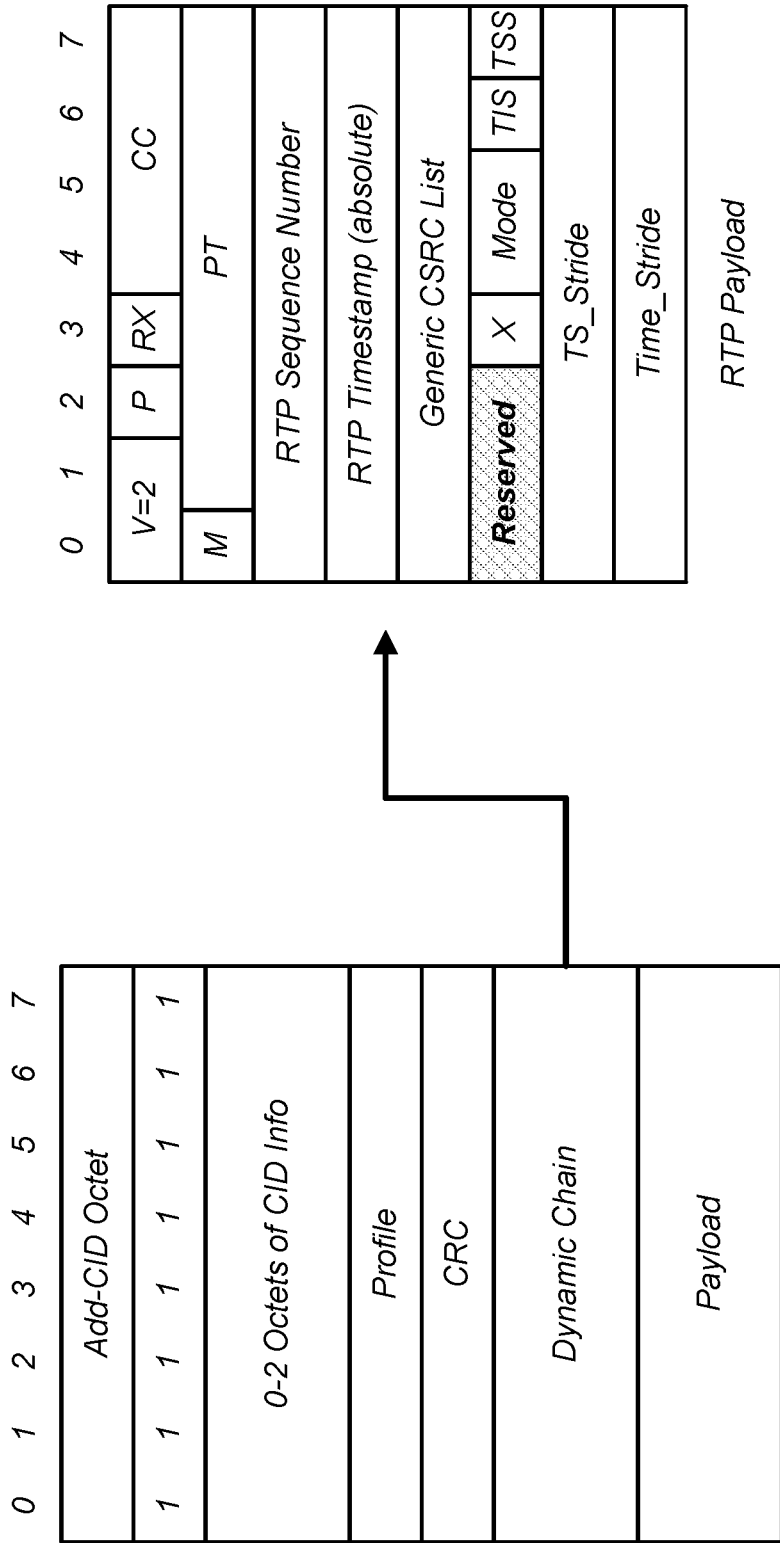 0 1 2 3 4 5 6 7
Add-CID Octet
1 1 1 1 1 1 1 1
0-2 Octets of CID Info
Profile
CRC
Dynamic Chain
Payload
0 1 2 3 4 5 6 7
V=2 P RX CC
M PT
RTP Sequence Number
RTP Timestamp (absolute)
Generic CSRC List
Reserved X Mode TIS TSS
TS_Stride
Time_Stride
RTP Payload